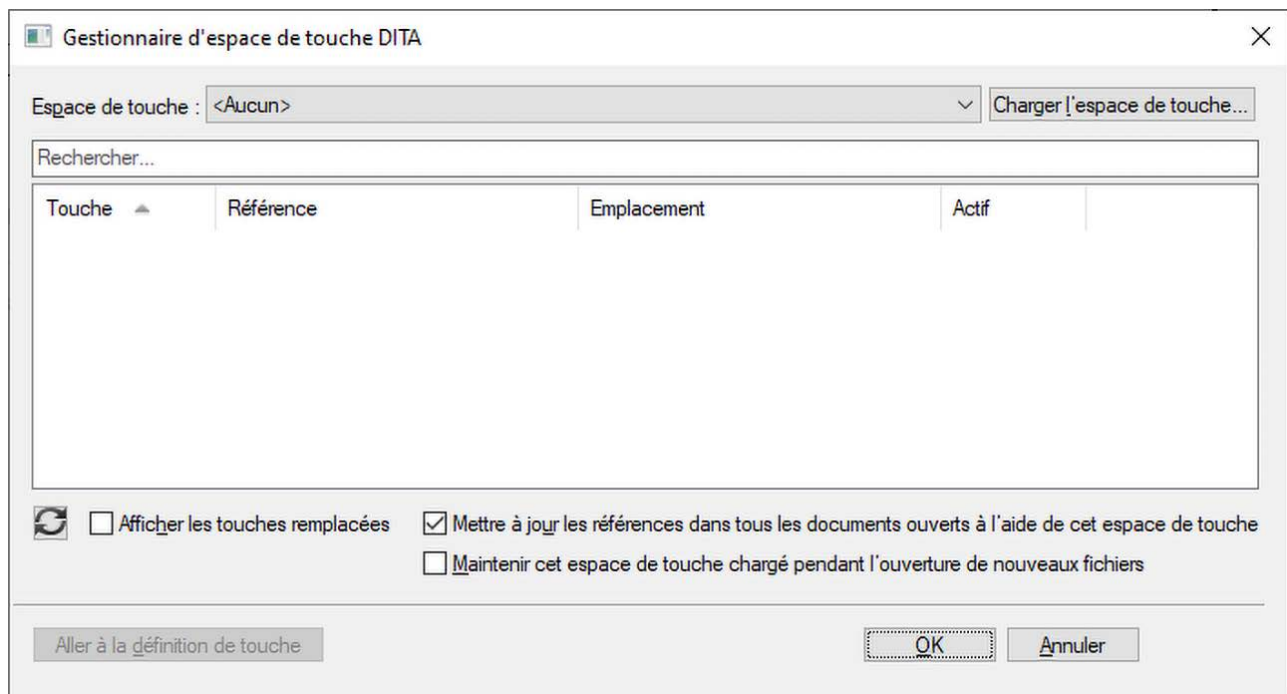 Gestionnaire d'espace de touche DITA
Espace de touche : <Aucun> Charger l'espace de touche...
Rechercher...
Touche Référence Emplacement Actif
Afficher les touches remplacées Mettre à jour les références dans tous les documents ouverts à l'aide de cet espace de touche
Maintenir cet espace de touche chargé pendant l'ouverture de nouveaux fichiers
Aller à la définition de touche OK Annuler